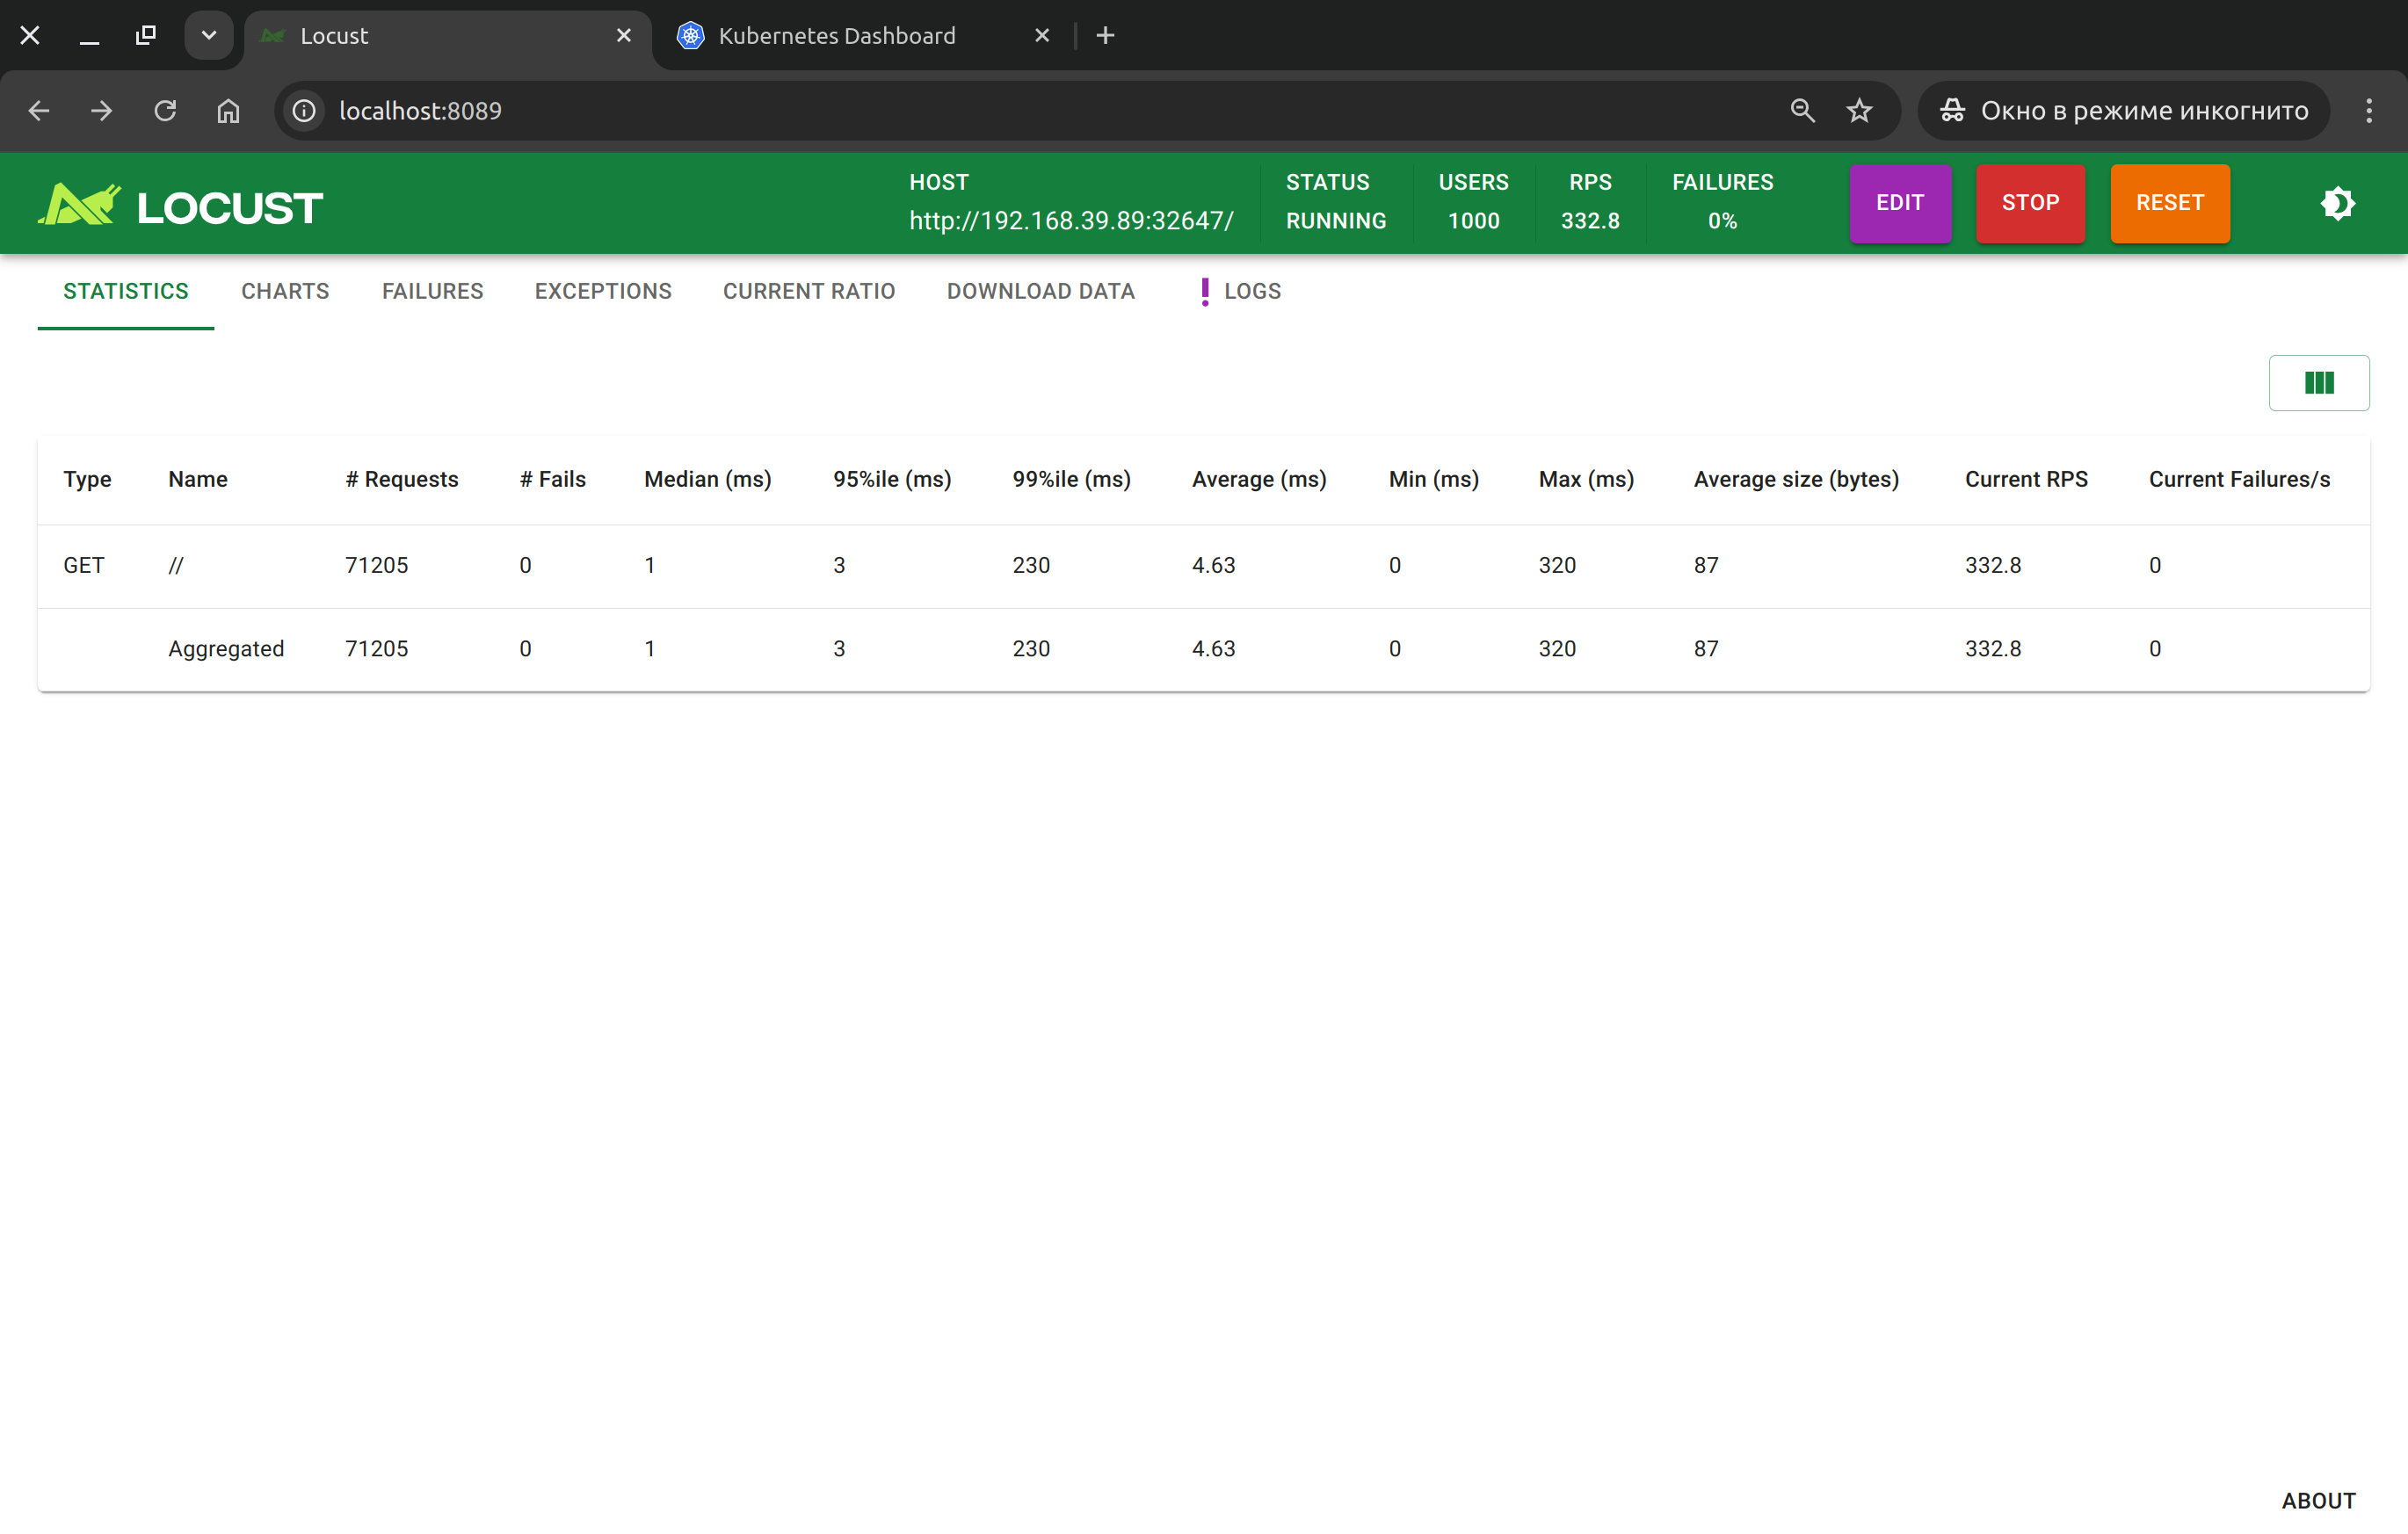 Locust
Kubernetes Dashboard
localhost:8089
Окно в режиме инкогнито
LOCUST
HOST
http://192.168.39.89:32647/
STATUS
RUNNING
USERS
1000
RPS
332.8
FAILURES
0%
EDIT
STOP
RESET
STATISTICS CHARTS FAILURES EXCEPTIONS CURRENT RATIO DOWNLOAD DATA LOGS
Type Name # Requests # Fails Median (ms) 95%ile (ms) 99%ile (ms) Average (ms) Min (ms) Max (ms) Average size (bytes) Current RPS Current Failures/s
GET // 71205 0 1 3 230 4.63 0 320 87 332.8 0
Aggregated 71205 0 1 3 230 4.63 0 320 87 332.8 0
ABOUT